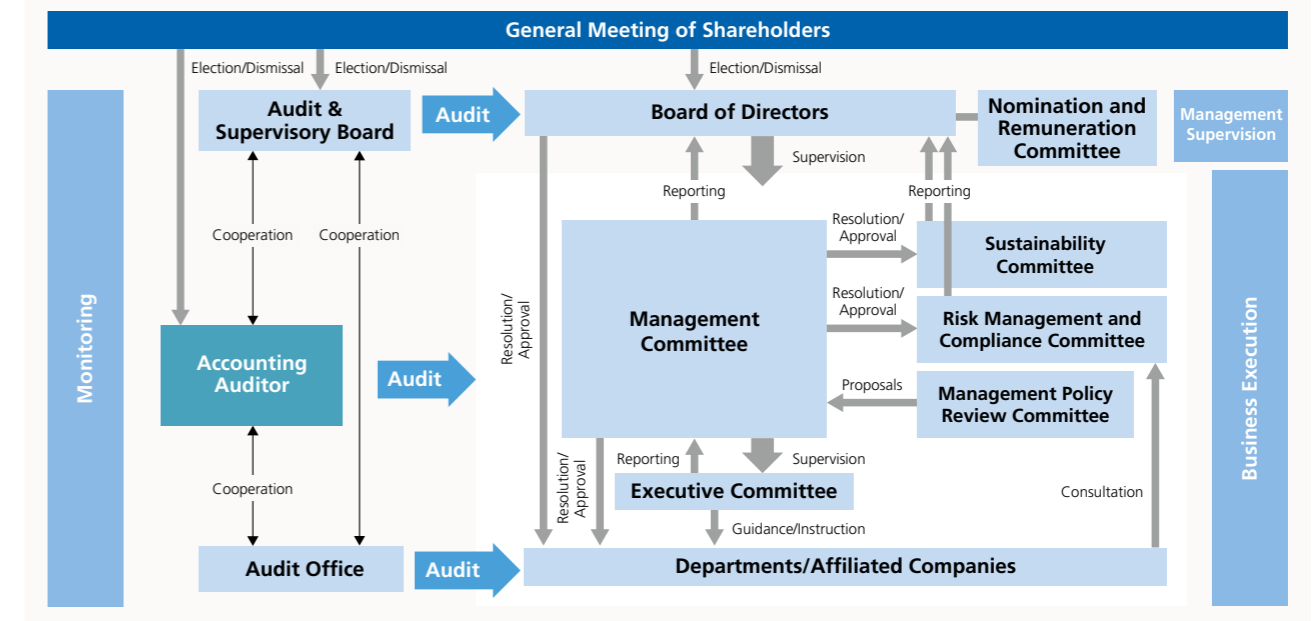 General Meeting of Shareholders
Election/Dismissal
Election/Dismissal
Election/Dismissal
Monitoring
Audit &
Supervisory Board
Audit
Board of Directors
Nomination and
Remuneration
Committee
Management
Supervision
Supervision
Reporting
Reporting
Cooperation
Cooperation
Resolution/
Approval
Sustainability
Committee
Resolution/
Approval
Management
Committee
Resolution/
Approval
Risk Management and
Compliance Committee
Accounting
Auditor
Audit
Proposals
Management Policy
Review Committee
Business Execution
Resolution/
Approval
Reporting
Supervision
Cooperation
Executive Committee
Consultation
Guidance/Instruction
Audit Office
Audit
Departments/Affiliated Companies